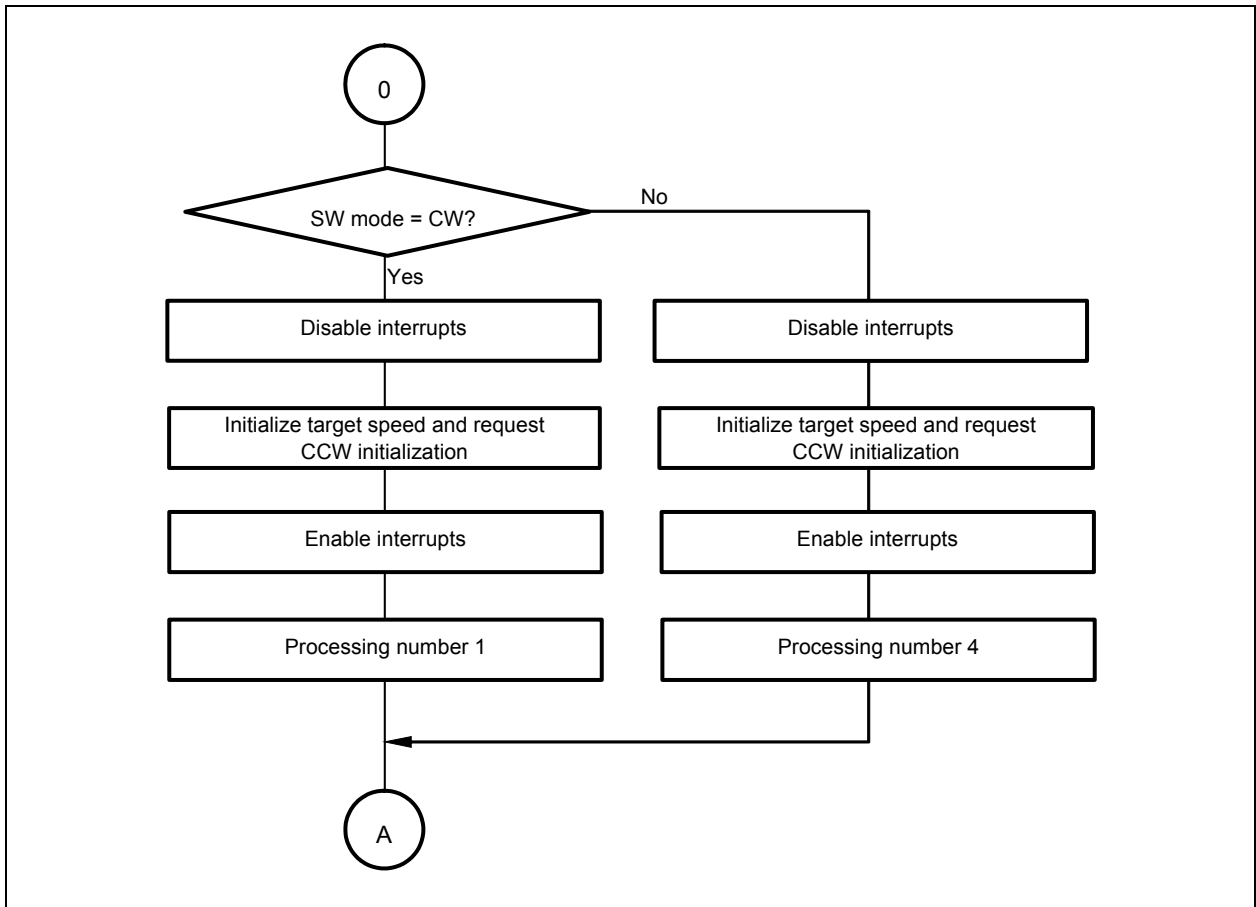 0
SW mode = CW?
No
Yes
Disable interrupts
Disable interrupts
Initialize target speed and request
CCW initialization
Initialize target speed and request
CCW initialization
Enable interrupts
Enable interrupts
Processing number 1
Processing number 4
A